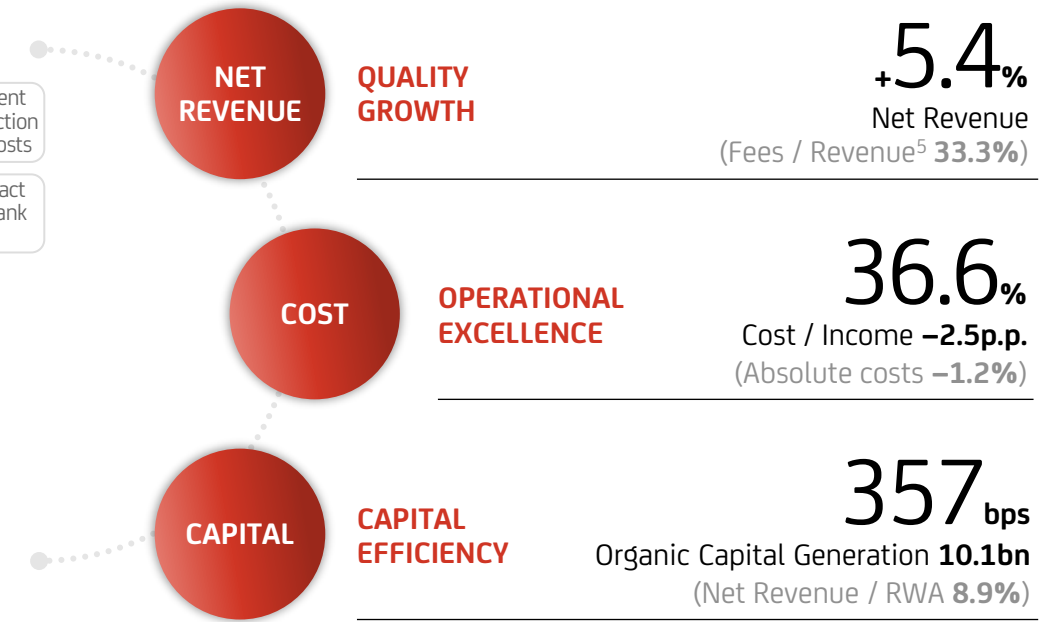 NET
REVENUE
QUALITY
GROWTH
+5.4%
Net Revenue
(Fees / Revenue⁵ 33.3%)
COST
OPERATIONAL
EXCELLENCE
36.6%
Cost / Income –2.5p.p.
(Absolute costs –1.2%)
CAPITAL
CAPITAL
EFFICIENCY
357bps
Organic Capital Generation 10.1bn
(Net Revenue / RWA 8.9%)